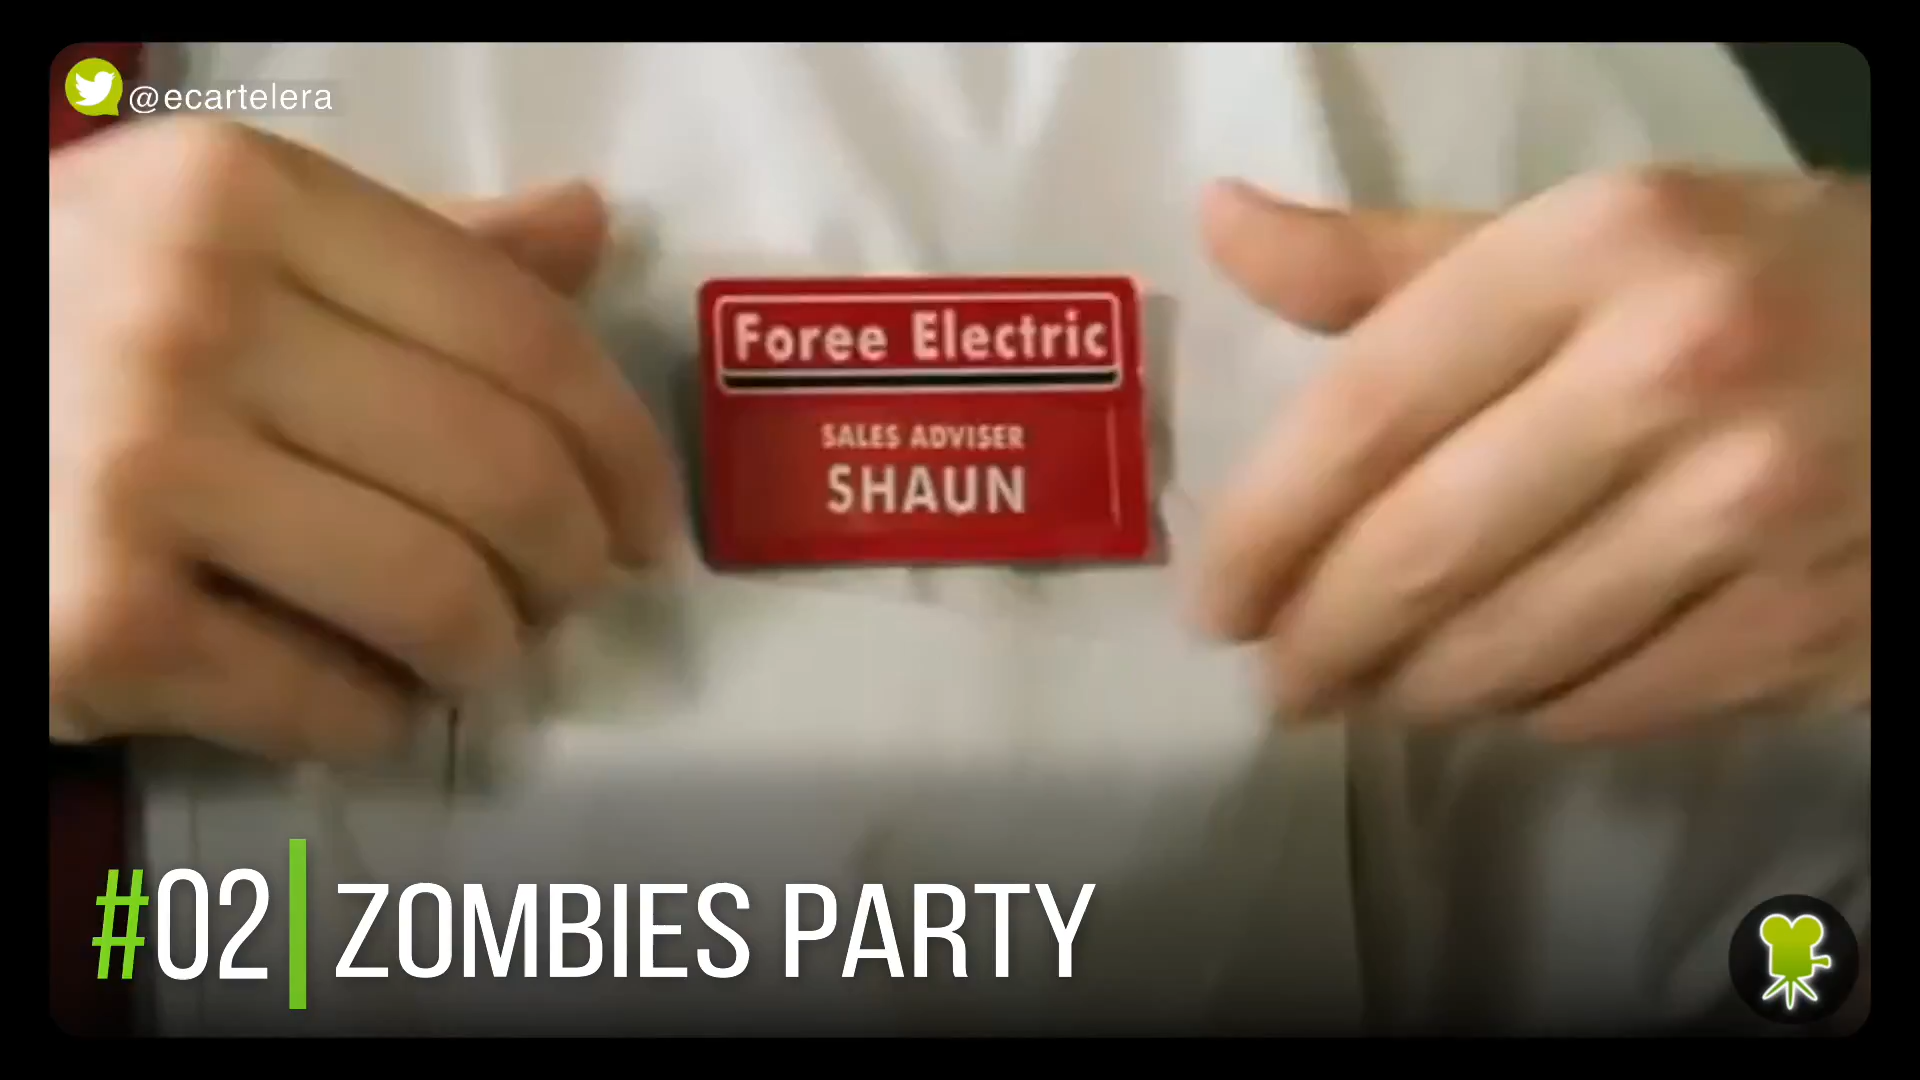 @ecartelera
Foree Electric
SALES ADVISER
SHAUN
#02 ZOMBIES PARTY